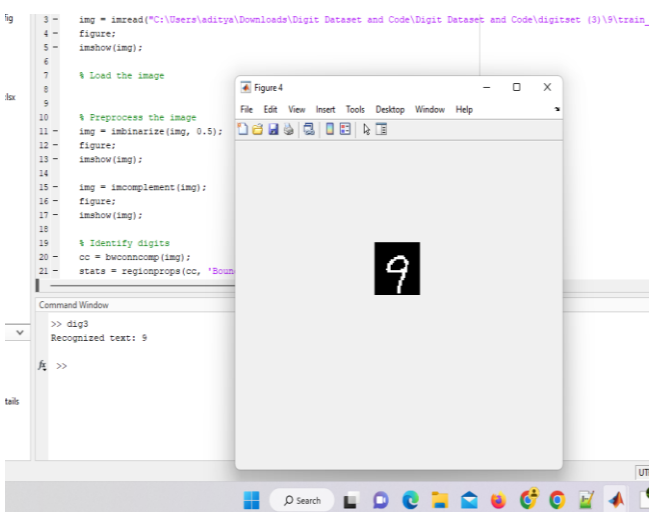 fig
3 - img = imread("C:\Users\aditya\Downloads\Digit Dataset and Code\Digit Dataset and Code\digitset (3)\9\train_
4 - figure;
5 - imshow(img);
6
7 % Load the image
8
lsx
9
10 % Preprocess the image
11 - img = imbinarize(img, 0.5);
12 - figure;
13 - imshow(img);
14
15 - img = imcomplement(img);
16 - figure;
17 - imshow(img);
18
19 % Identify digits
20 - cc = bwconncomp(img);
21 - stats = regionprops(cc, 'Boun
Figure 4
File Edit View Insert Tools Desktop Window Help
9
Command Window
>> dig3
Recognized text: 9
fx >>
tails
UT
Search